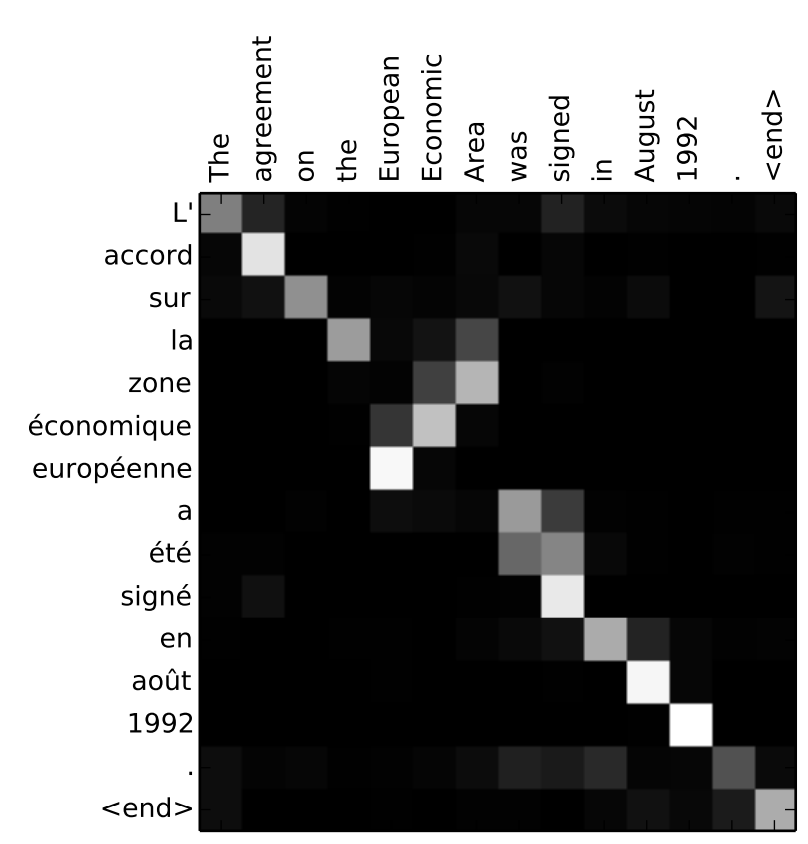 The
agreement
on
the
European
Economic
Area
was
signed
in
August
1992
.
<end>
L'
accord
sur
la
zone
économique
européenne
a
été
signé
en
août
1992
.
<end>